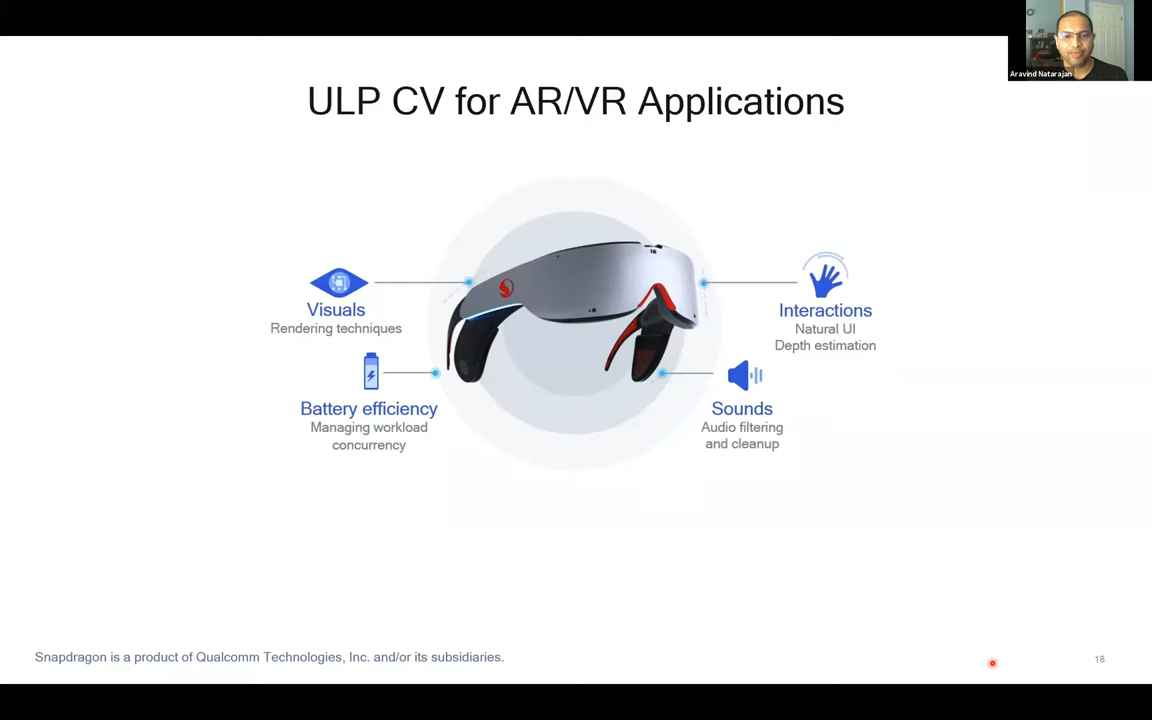 Aravind Natarajan
ULP CV for AR/VR Applications
Visuals
Rendering techniques
Battery efficiency
Managing workload
concurrency
Interactions
Natural UI
Depth estimation
Sounds
Audio filtering
and cleanup
Snapdragon is a product of Qualcomm Technologies, Inc. and/or its subsidiaries.
18